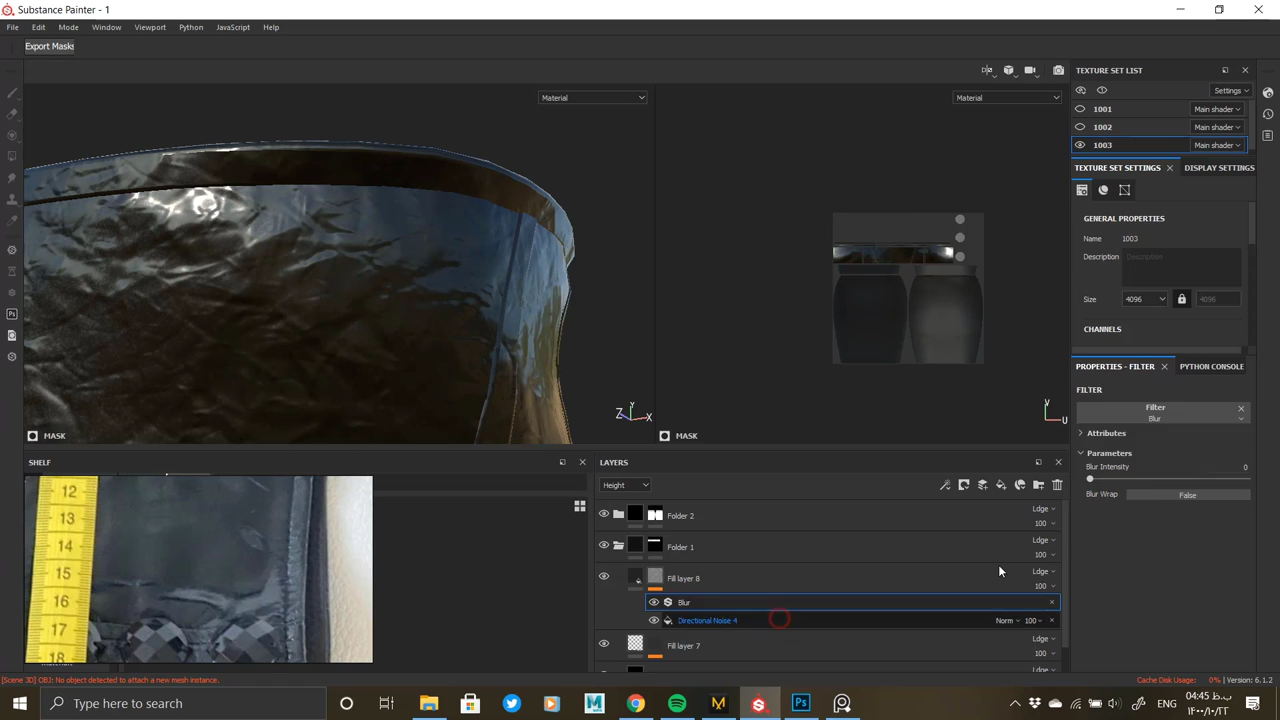 Substance Painter - 1
File Edit Mode Window Viewport Python JavaScript Help
Export Masks
Material
Material
TEXTURE SET LIST
Settings
1001 Main shader
1002 Main shader
1003 Main shader
TEXTURE SET SETTINGS DISPLAY SETTINGS
GENERAL PROPERTIES
Name 1003
Description Description
Size 4096 4096
CHANNELS
PROPERTIES - FILTER PYTHON CONSOLE
FILTER
Filter
Blur
Attributes
Parameters
Blur Intensity 0
Blur Wrap False
Z Y X
V U
MASK
MASK
SHELF
12
13
14
15
16
17
18
LAYERS
Height
Folder 2 Ldge 100
Folder 1 Ldge 100
Fill layer 8 Ldge 100
Blur
Directional Noise 4 Norm 100
Fill layer 7 Ldge 100
Ldge
[Scene 3D] OBJ: No object detected to attach a new mesh instance.
Cache Disk Usage: 0% | Version: 6.1.2
Type here to search
ENG